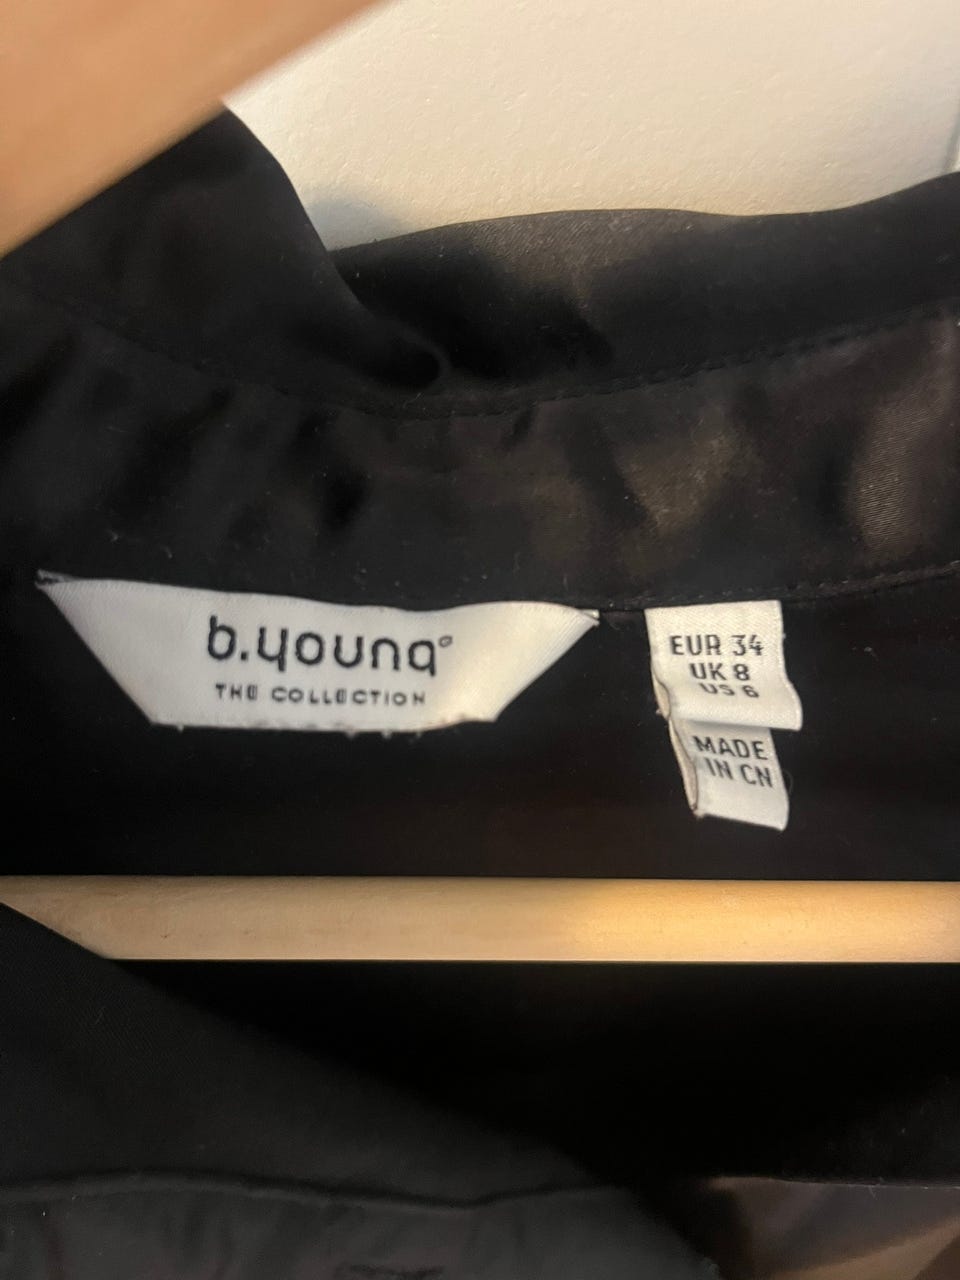 b.young
THE COLLECTION
EUR 34
UK 8
US 6
MADE
IN CN